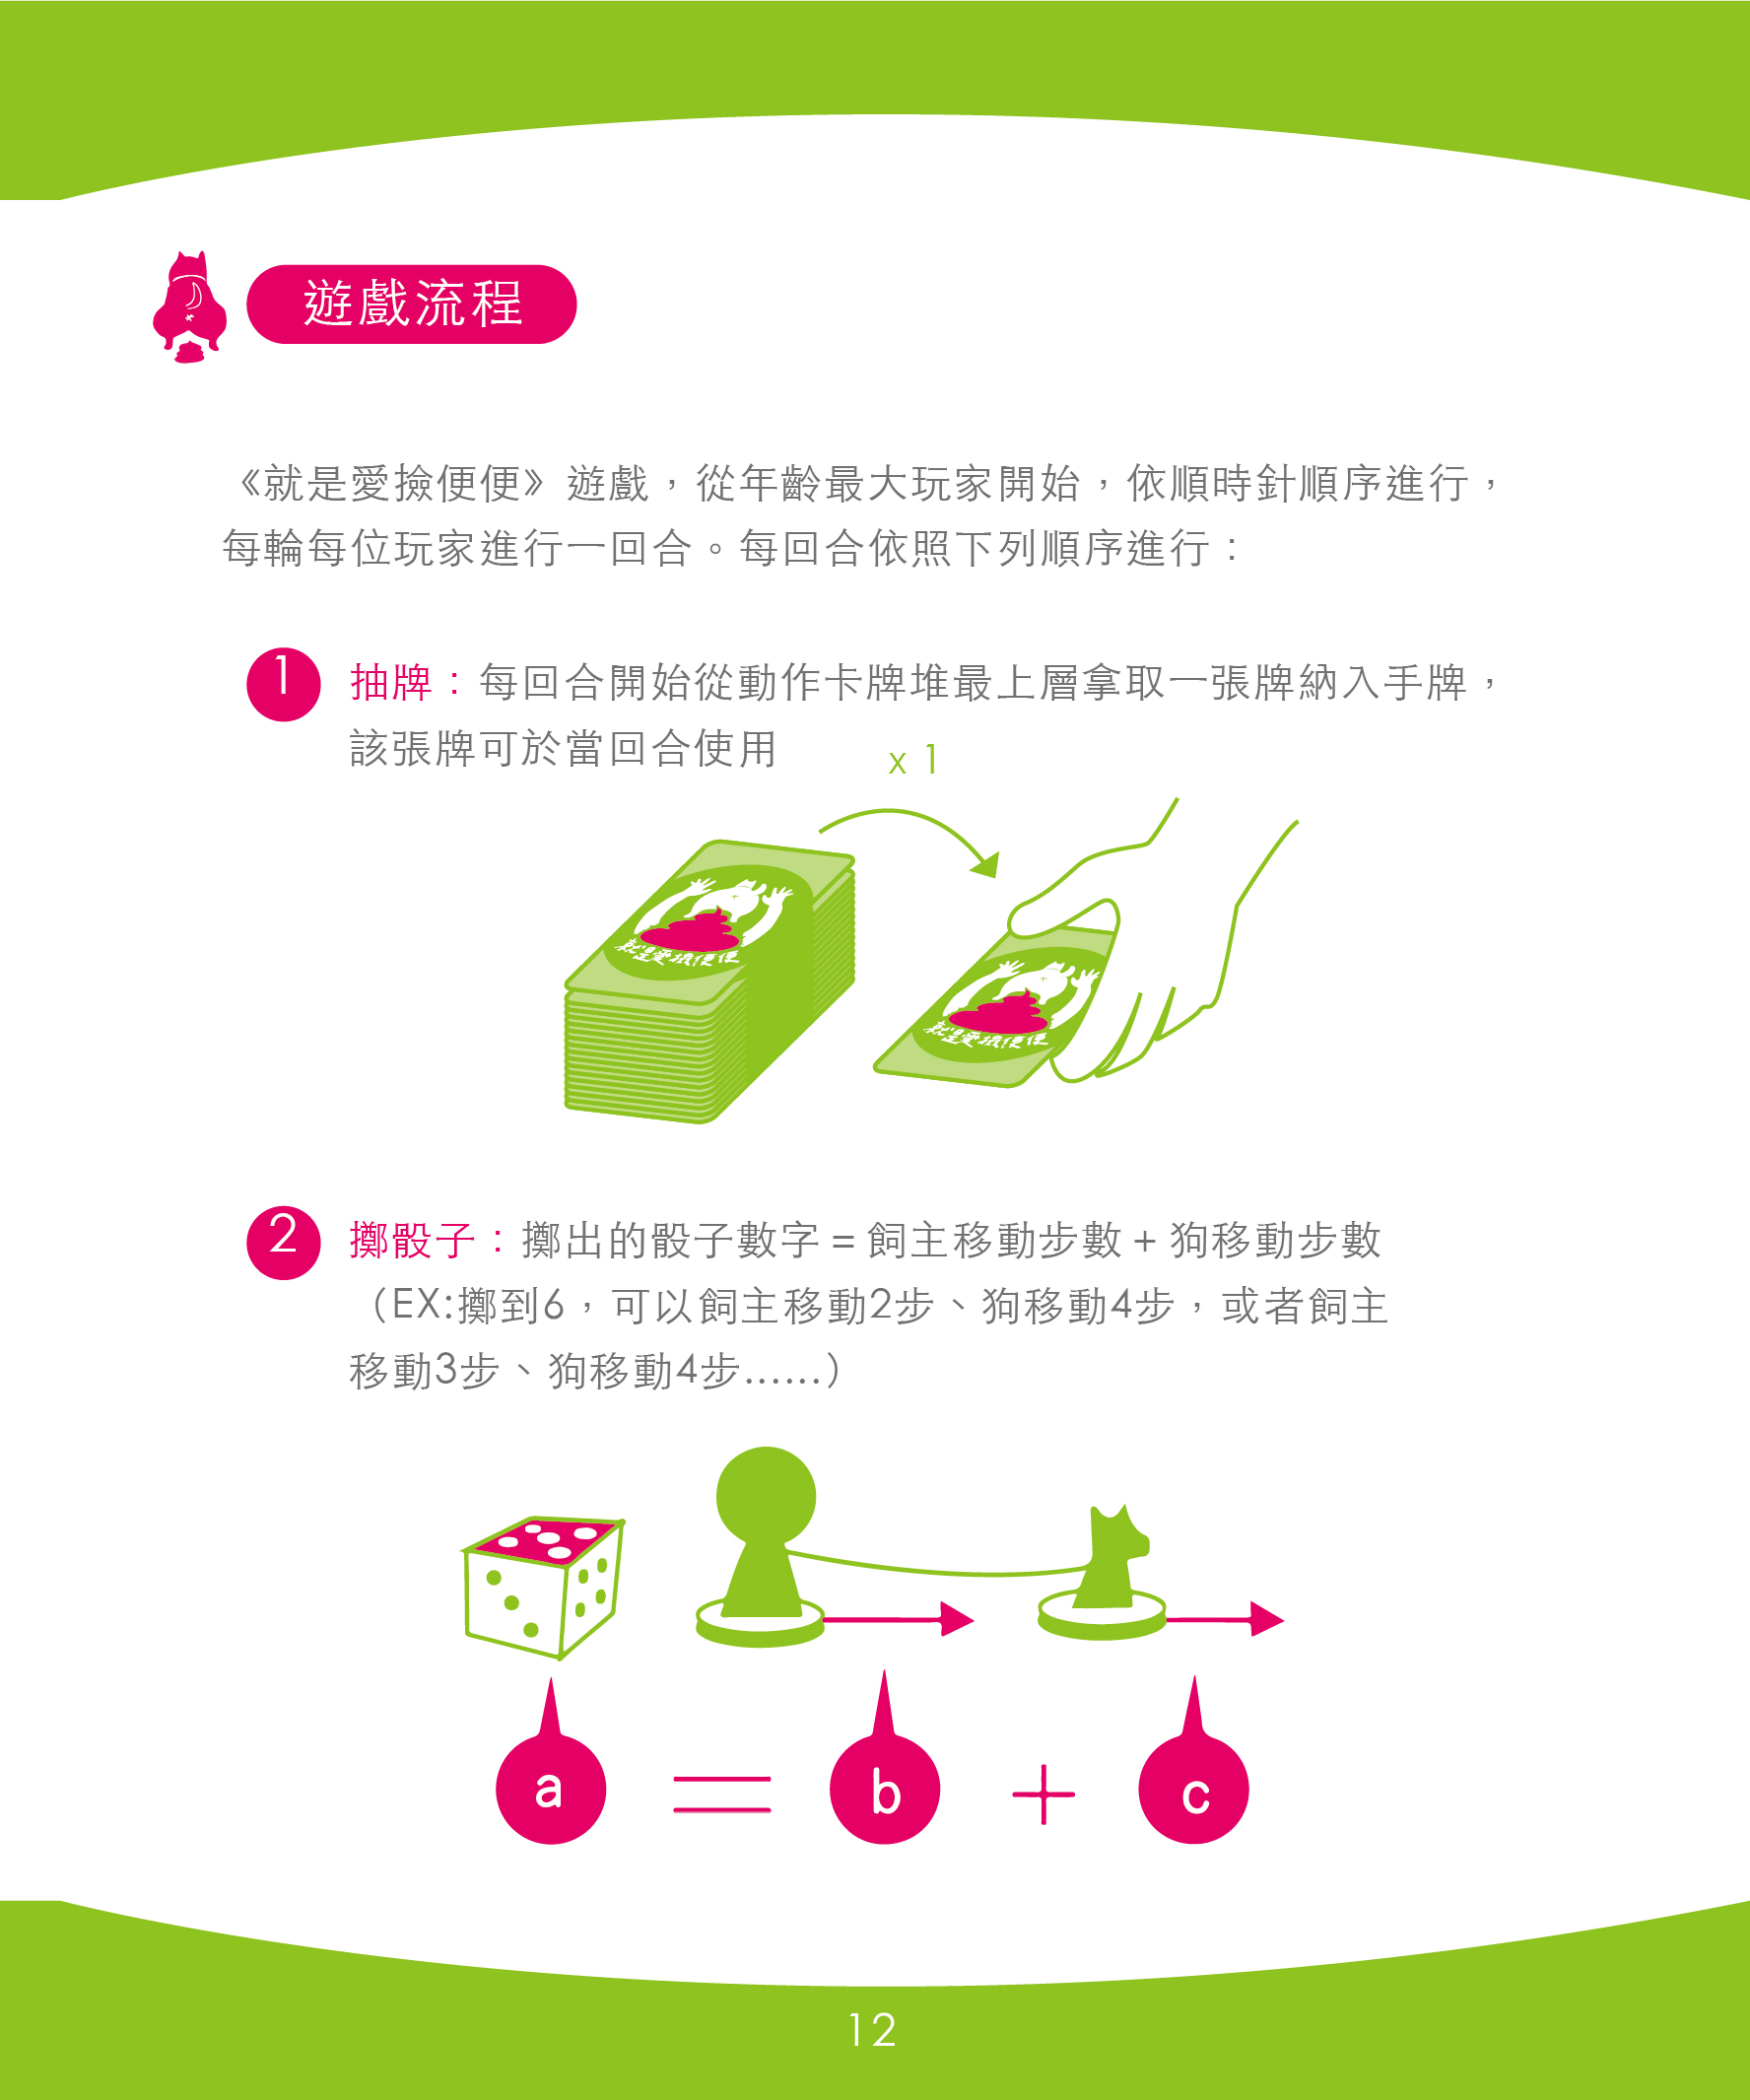 遊戲流程
《就是愛撿便便》遊戲，從年齡最大玩家開始，依順時針順序進行，
每輪每位玩家進行一回合。每回合依照下列順序進行：
1 抽牌：每回合開始從動作卡牌堆最上層拿取一張牌納入手牌，
該張牌可於當回合使用
x 1
就是愛撿便便
就是愛撿便便
2 擲骰子：擲出的骰子數字 = 飼主移動步數 + 狗移動步數
（EX:擲到6，可以飼主移動2步、狗移動4步，或者飼主
移動3步、狗移動4步......）
a = b + c
12